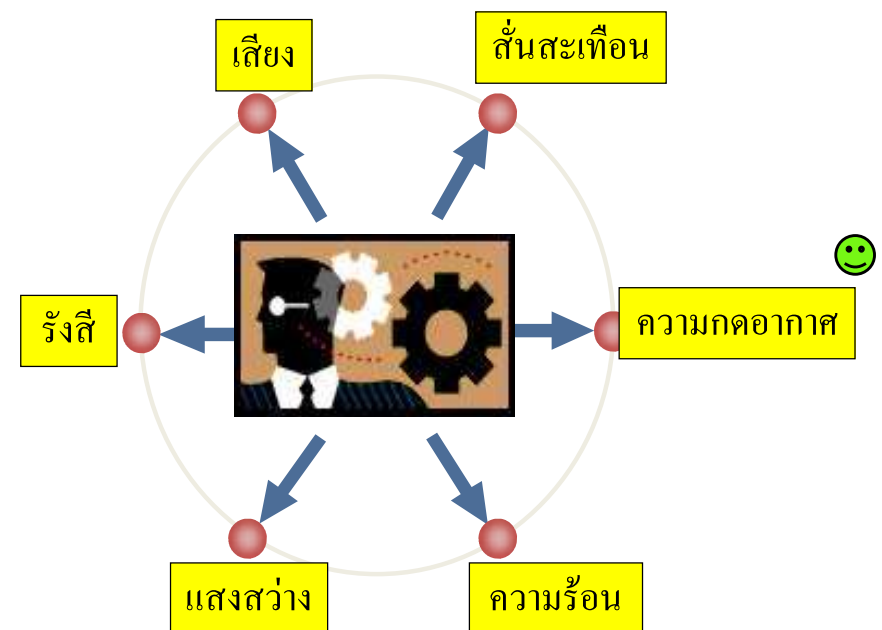 เสียง
สั่นสะเทือน
รังสี
ความกดอากาศ
แสงสว่าง
ความร้อน